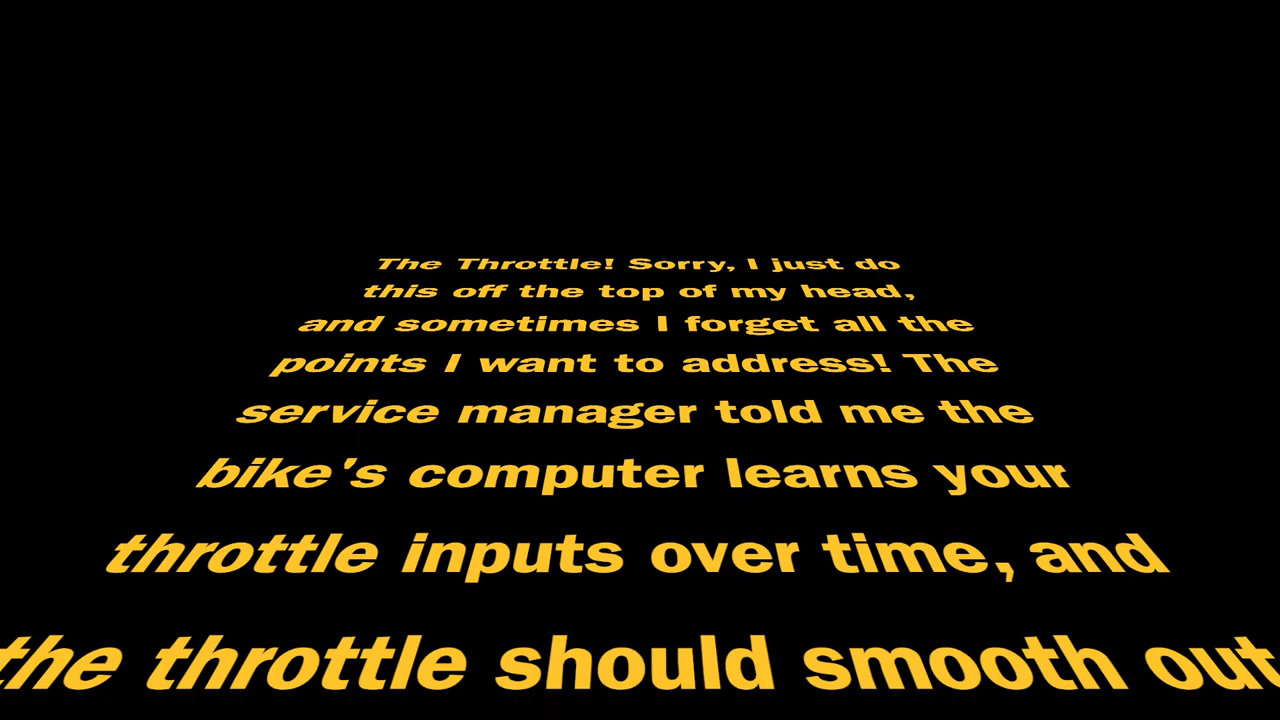 The Throttle! Sorry, I just do
this off the top of my head,
and sometimes I forget all the
points I want to address! The
service manager told me the
bike's computer learns your
throttle inputs over time, and
the throttle should smooth out